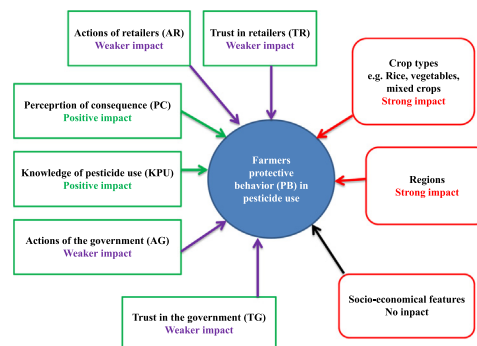 Actions of retailers (AR)
Weaker impact
Trust in retailers (TR)
Weaker impact
Crop types
e.g. Rice, vegetables,
mixed crops
Strong impact
Perceprtion of consequence (PC)
Positive impact
Knowledge of pesticide use (KPU)
Positive impact
Farmers
protective
behavior (PB) in
pesticide use
Regions
Strong impact
Actions of the government (AG)
Weaker impact
Trust in the government (TG)
Weaker impact
Socio-economical features
No inpact